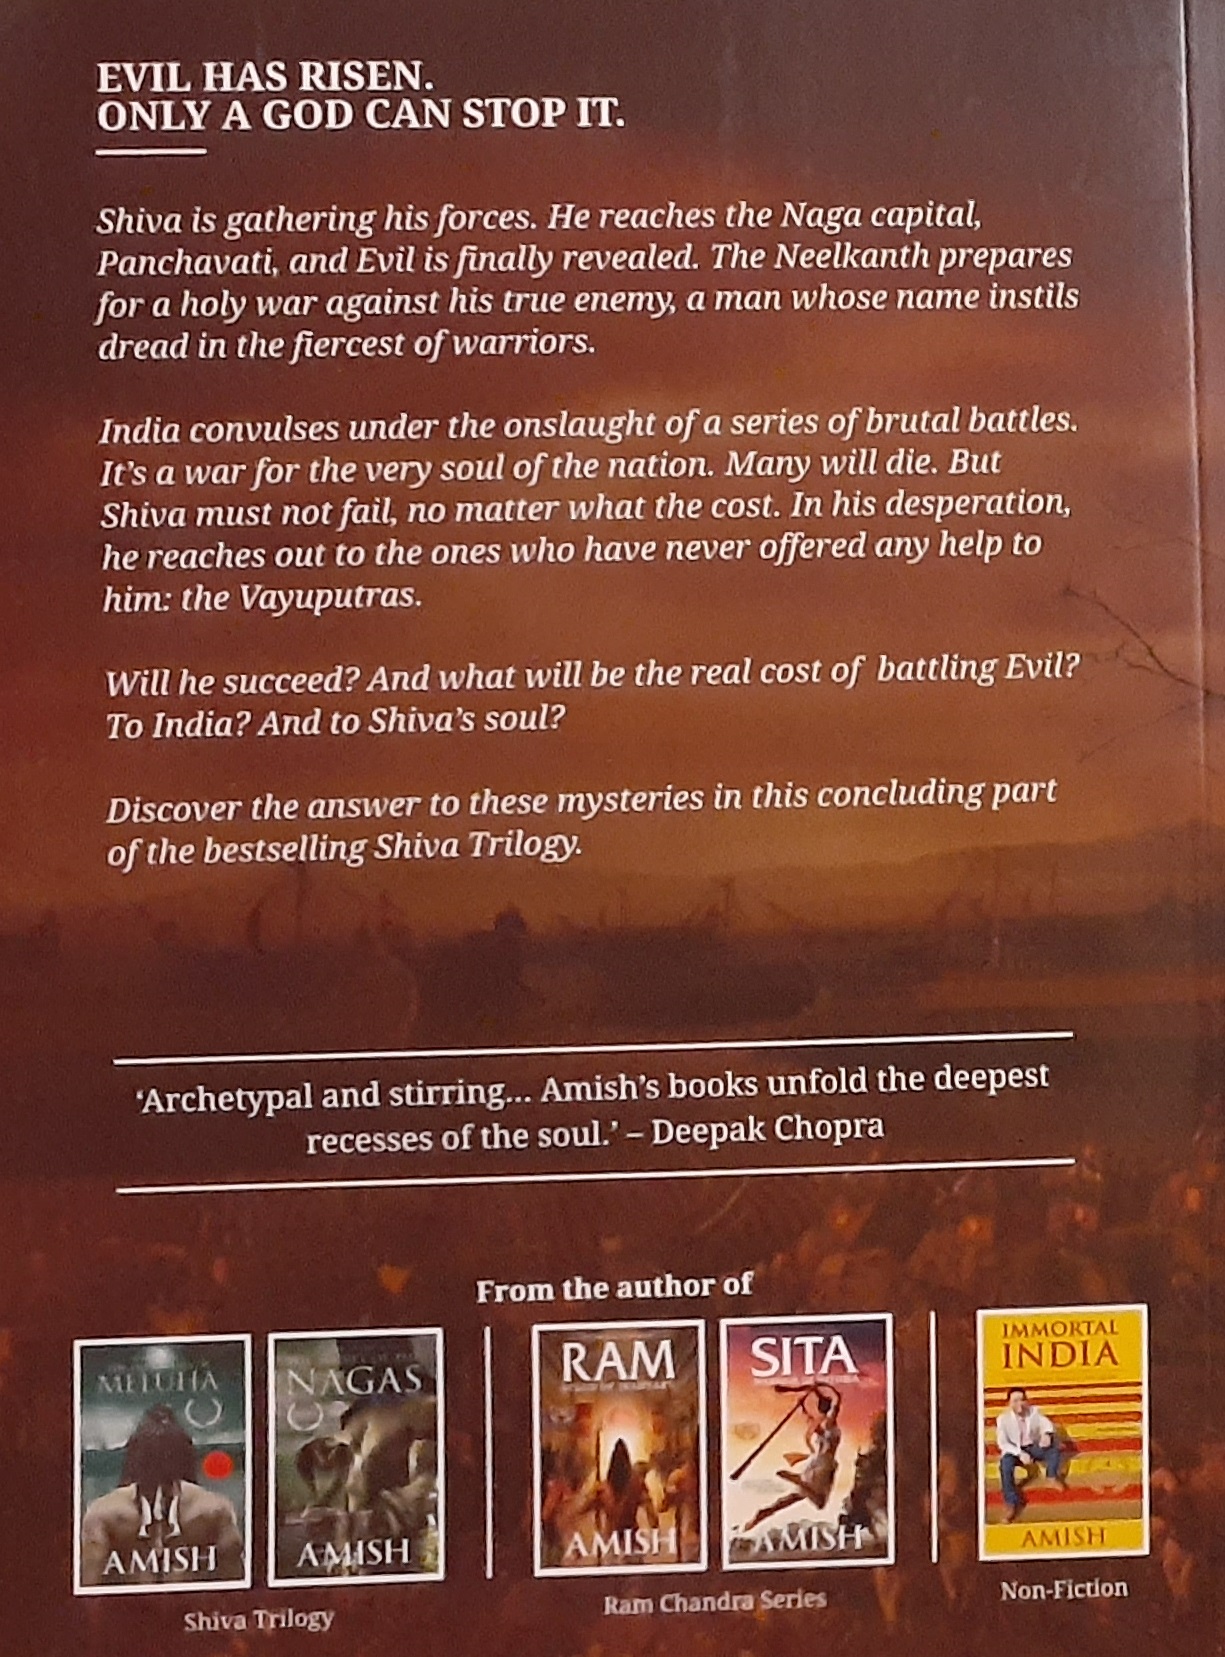 EVIL HAS RISEN.
ONLY A GOD CAN STOP IT.
Shiva is gathering his forces. He reaches the Naga capital,
Panchavati, and Evil is finally revealed. The Neelkanth prepares
for a holy war against his true enemy, a man whose name instils
dread in the fiercest of warriors.
India convulses under the onslaught of a series of brutal battles.
It’s a war for the very soul of the nation. Many will die. But
Shiva must not fail, no matter what the cost. In his desperation,
he reaches out to the ones who have never offered any help to
him: the Vayuputras.
Will he succeed? And what will be the real cost of battling Evil?
To India? And to Shiva’s soul?
Discover the answer to these mysteries in this concluding part
of the bestselling Shiva Trilogy.
‘Archetypal and stirring... Amish’s books unfold the deepest
recesses of the soul.’ – Deepak Chopra
From the author of
MELUHA
AMISH
NAGAS
AMISH
Shiva Trilogy
RAM
AMISH
SITA
AMISH
Ram Chandra Series
IMMORTAL
INDIA
AMISH
Non-Fiction